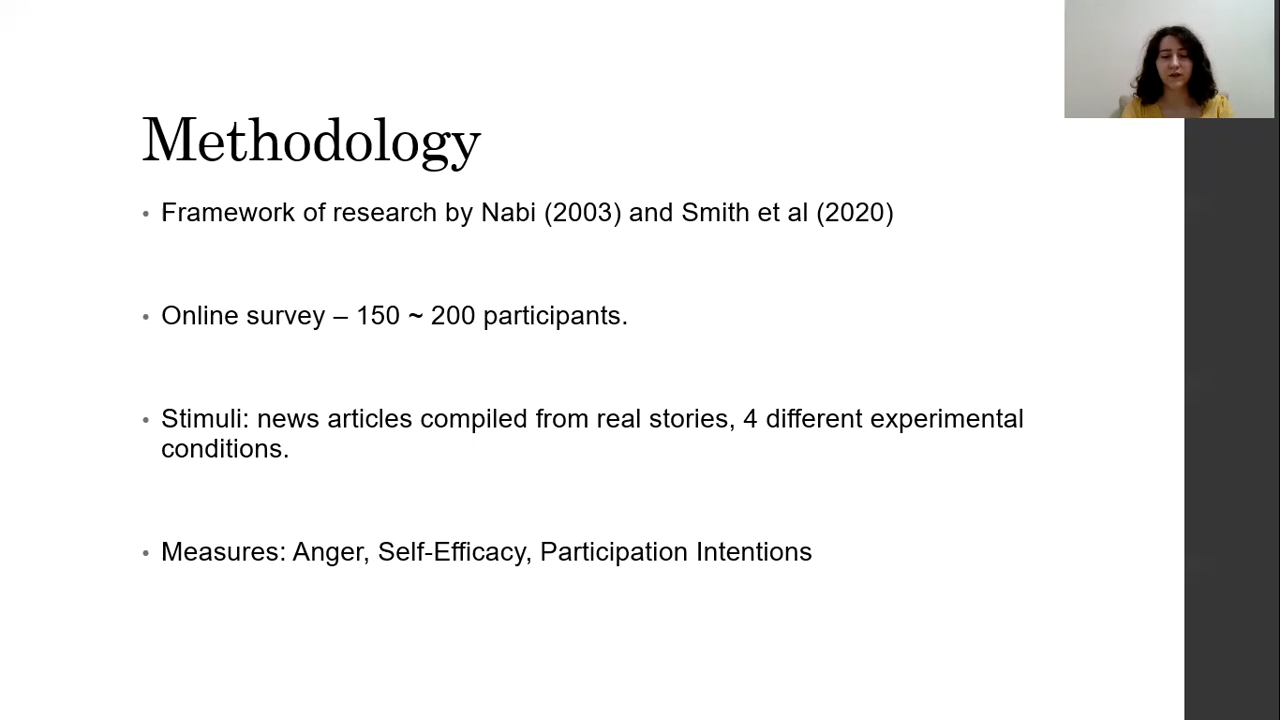 Methodology
• Framework of research by Nabi (2003) and Smith et al (2020)
• Online survey – 150 ~ 200 participants.
• Stimuli: news articles compiled from real stories, 4 different experimental
conditions.
• Measures: Anger, Self-Efficacy, Participation Intentions